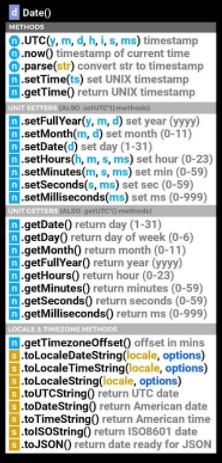 d Date()
METHODS
n .UTC(y, m, d, h, i, s, ms) timestamp
n .now() timestamp of current time
n .parse(str) convert str to timestamp
n .setTime(ts) set UNIX timestamp
n .getTime() return UNIX timestamp
UNIT SETTERS (ALSO .setUTC*() methods)
n .setFullYear(y, m, d) set year (yyyy)
n .setMonth(m, d) set month (0-11)
n .setDate(d) set day (1-31)
n .setHours(h, m, s, ms) set hour (0-23)
n .setMinutes(m, s, ms) set min (0-59)
n .setSeconds(s, ms) set sec (0-59)
n .setMilliseconds(ms) set ms (0-999)
UNIT GETTERS (ALSO .getUTC*() methods)
n .getDate() return day (1-31)
n .getDay() return day of week (0-6)
n .getMonth() return month (0-11)
n .getFullYear() return year (yyyy)
n .getHours() return hour (0-23)
n .getMinutes() return minutes (0-59)
n .getSeconds() return seconds (0-59)
n .getMilliseconds() return ms (0-999)
LOCALE & TIMEZONE METHODS
n .getTimezoneOffset() offset in mins
s .toLocaleDateString(locale, options)
s .toLocaleTimeString(locale, options)
s .toLocaleString(locale, options)
s .toUTCString() return UTC date
s .toDateString() return American date
s .toTimeString() return American time
s .toISOString() return ISO8601 date
s .toJSON() return date ready for JSON